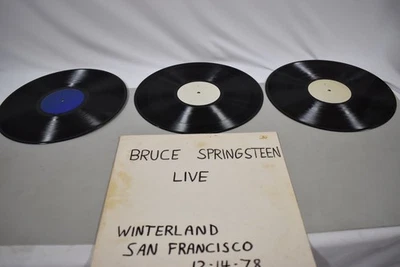 BRUCE SPRINGSTEEN
LIVE
WINTERLAND
SAN FRANCISCO
12-14-78